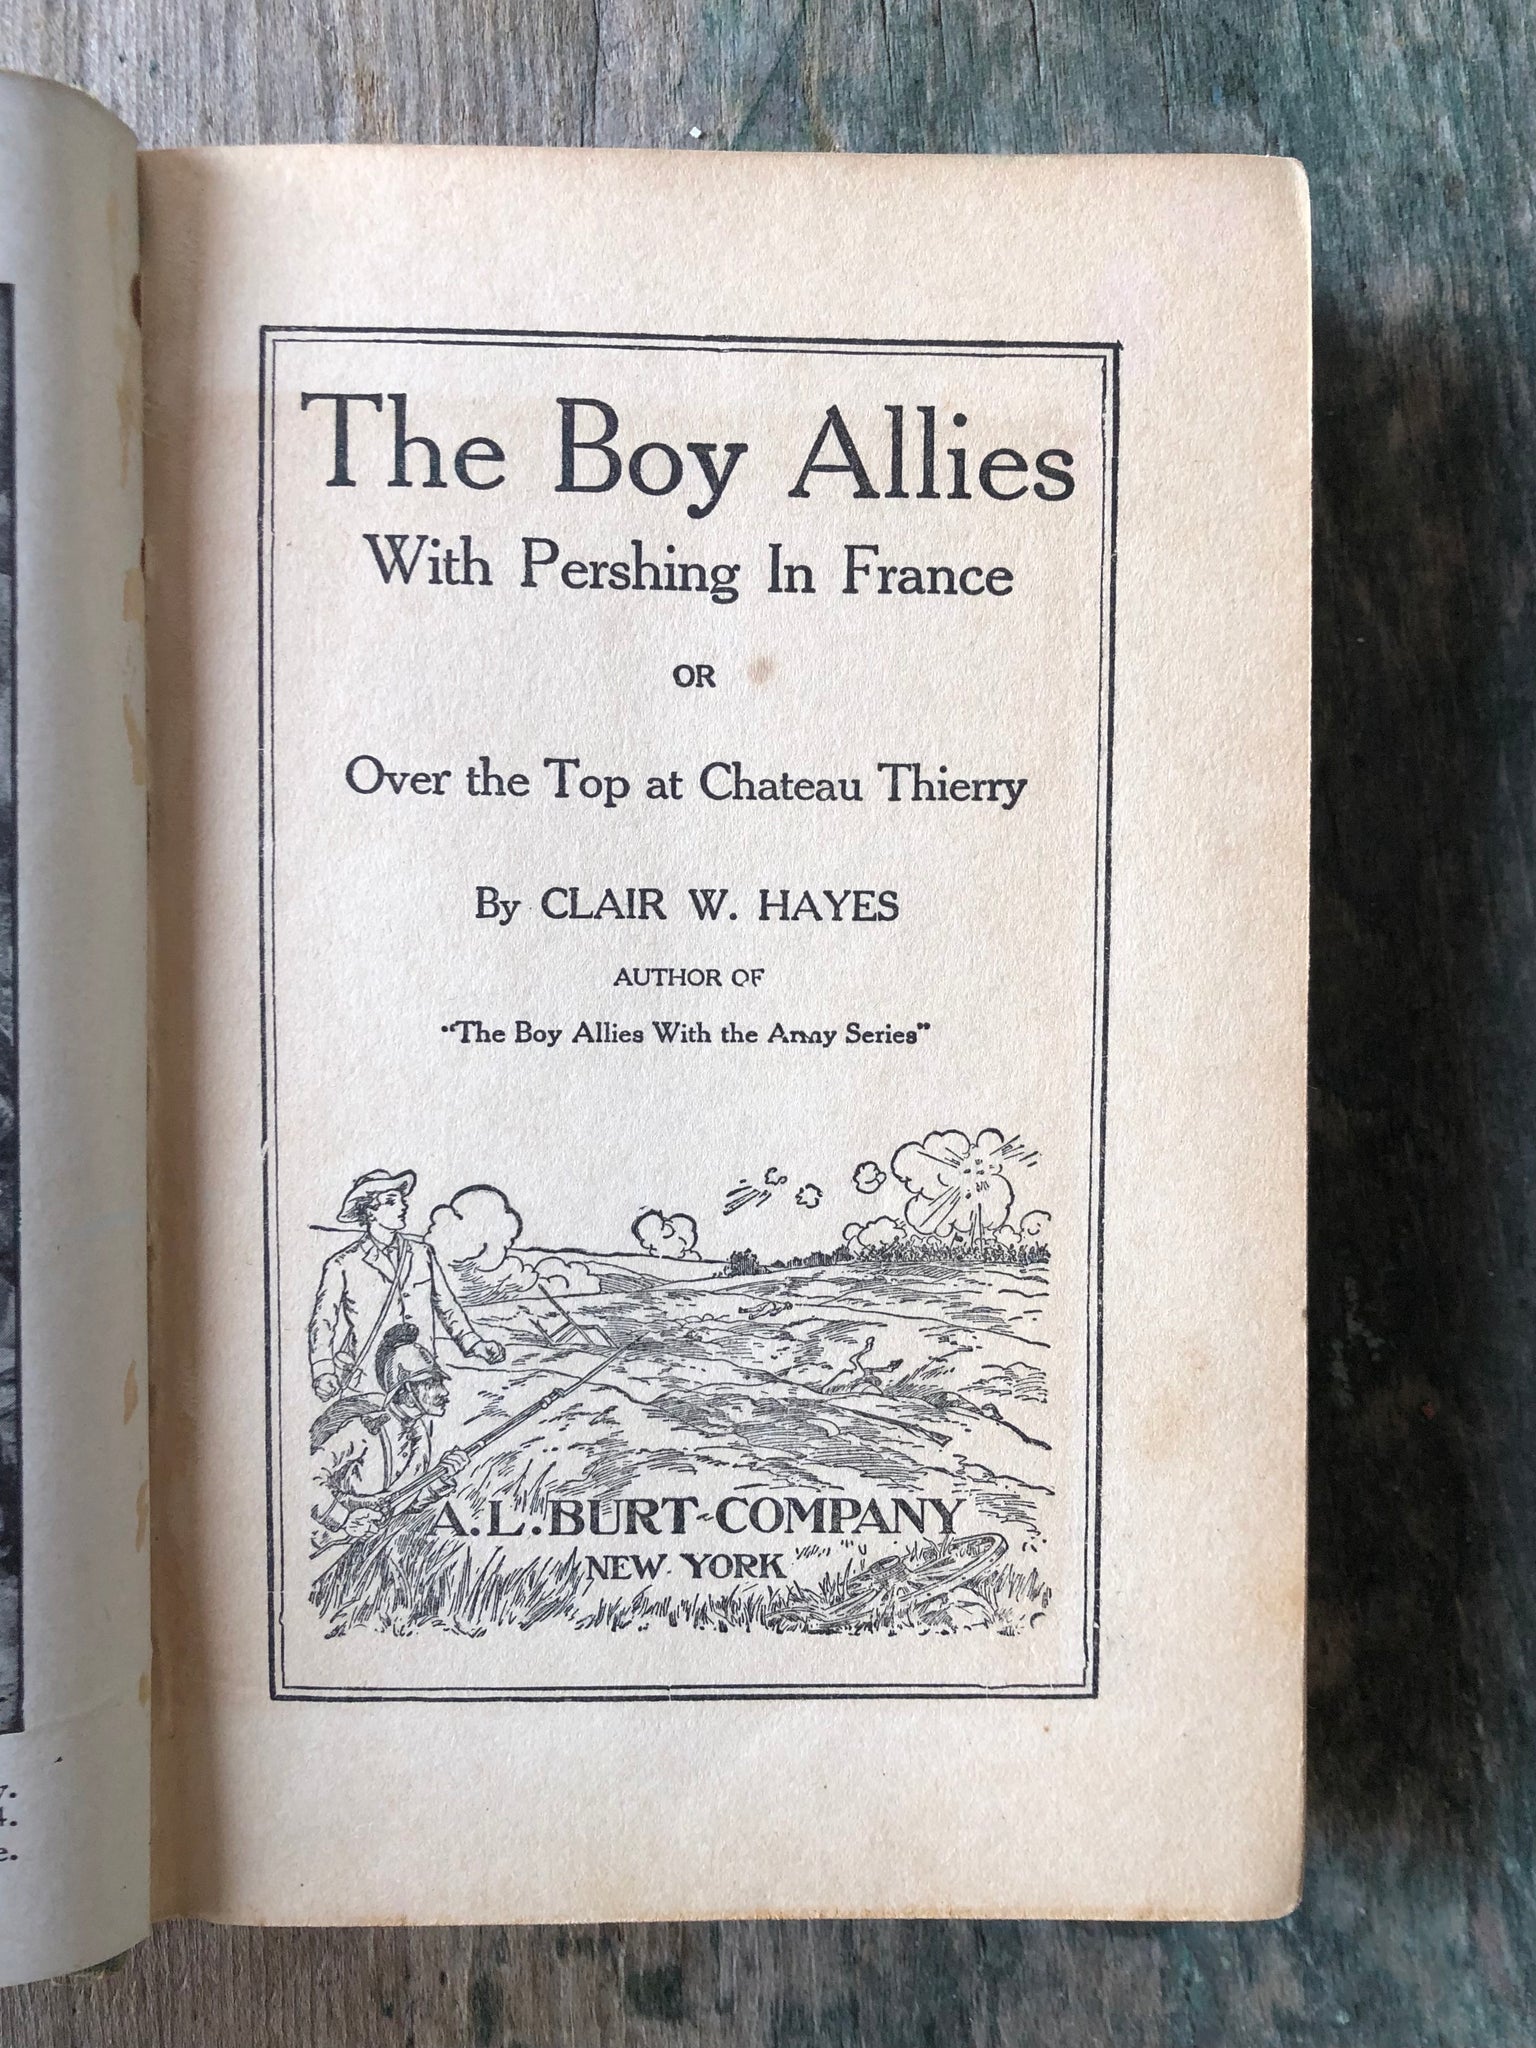 The Boy Allies
With Pershing In France
OR
Over the Top at Chateau Thierry
By CLAIR W. HAYES
AUTHOR OF
"The Boy Allies With the Army Series"
A. L. BURT COMPANY
NEW YORK